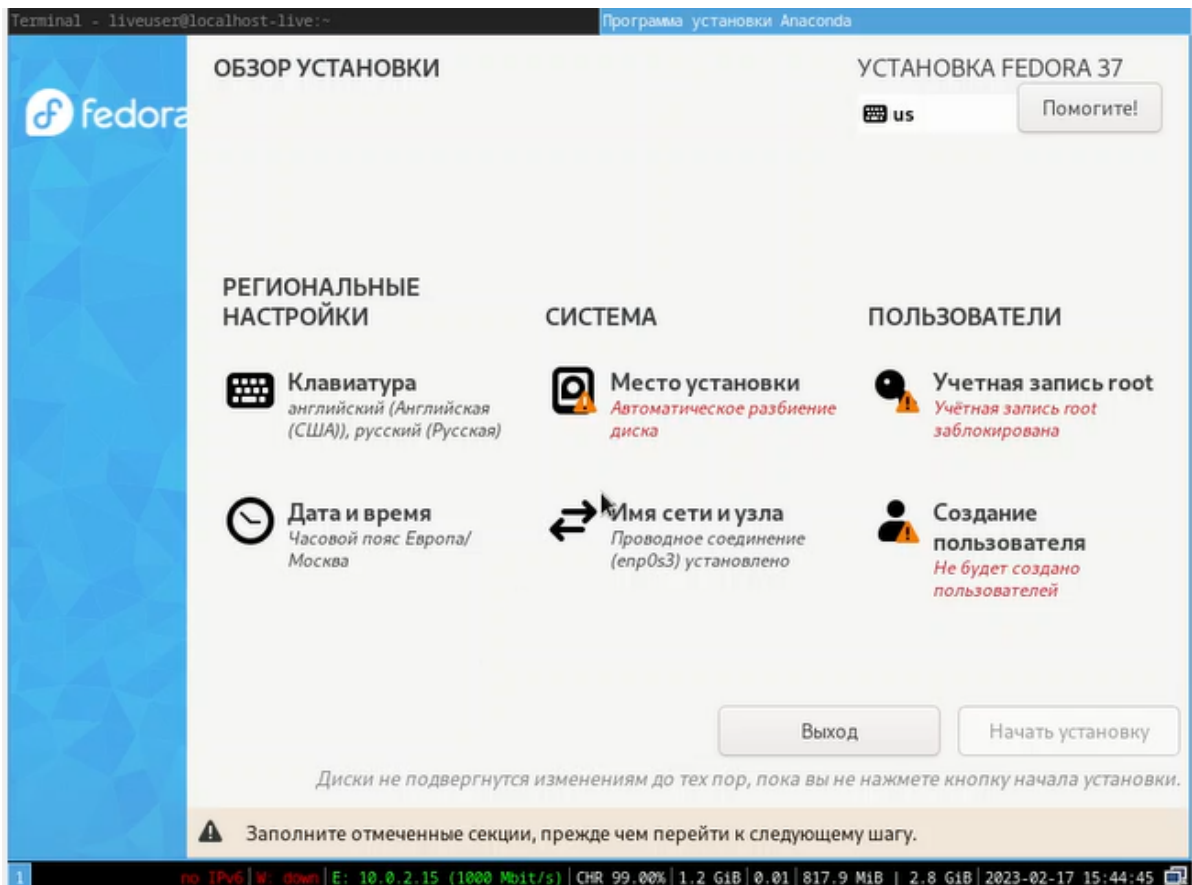 Terminal - liveuser@localhost-live:~
Программа установки Anaconda
fedora
ОБЗОР УСТАНОВКИ
УСТАНОВКА FEDORA 37
us
Помогите!
РЕГИОНАЛЬНЫЕ
НАСТРОЙКИ
СИСТЕМА
ПОЛЬЗОВАТЕЛИ
Клавиатура
английский (Английская
(США)), русский (Русская)
Место установки
Автоматическое разбиение
диска
Учетная запись root
Учётная запись root
заблокирована
Дата и время
Часовой пояс Европа/
Москва
Имя сети и узла
Проводное соединение
(enp0s3) установлено
Создание
пользователя
Не будет создано
пользователей
Выход
Начать установку
Диски не подвергнутся изменениям до тех пор, пока вы не нажмете кнопку начала установки.
Заполните отмеченные секции, прежде чем перейти к следующему шагу.
1
no IPv6 | W: down | E: 10.0.2.15 (1000 Mbit/s) | CHR 99.00% | 1.2 GiB | 0.01 | 817.9 MiB | 2.8 GiB | 2023-02-17 15:44:45